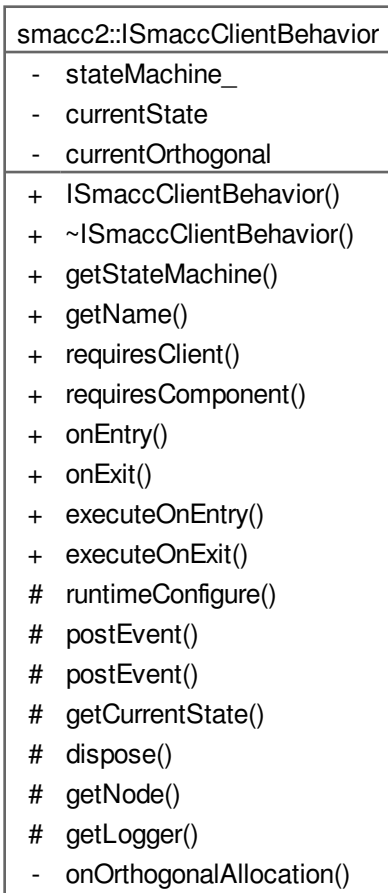 smacc2::ISmaccClientBehavior
- stateMachine_
- currentState
- currentOrthogonal
+ ISmaccClientBehavior()
+ ~ISmaccClientBehavior()
+ getStateMachine()
+ getName()
+ requiresClient()
+ requiresComponent()
+ onEntry()
+ onExit()
+ executeOnEntry()
+ executeOnExit()
# runtimeConfigure()
# postEvent()
# postEvent()
# getCurrentState()
# dispose()
# getNode()
# getLogger()
- onOrthogonalAllocation()